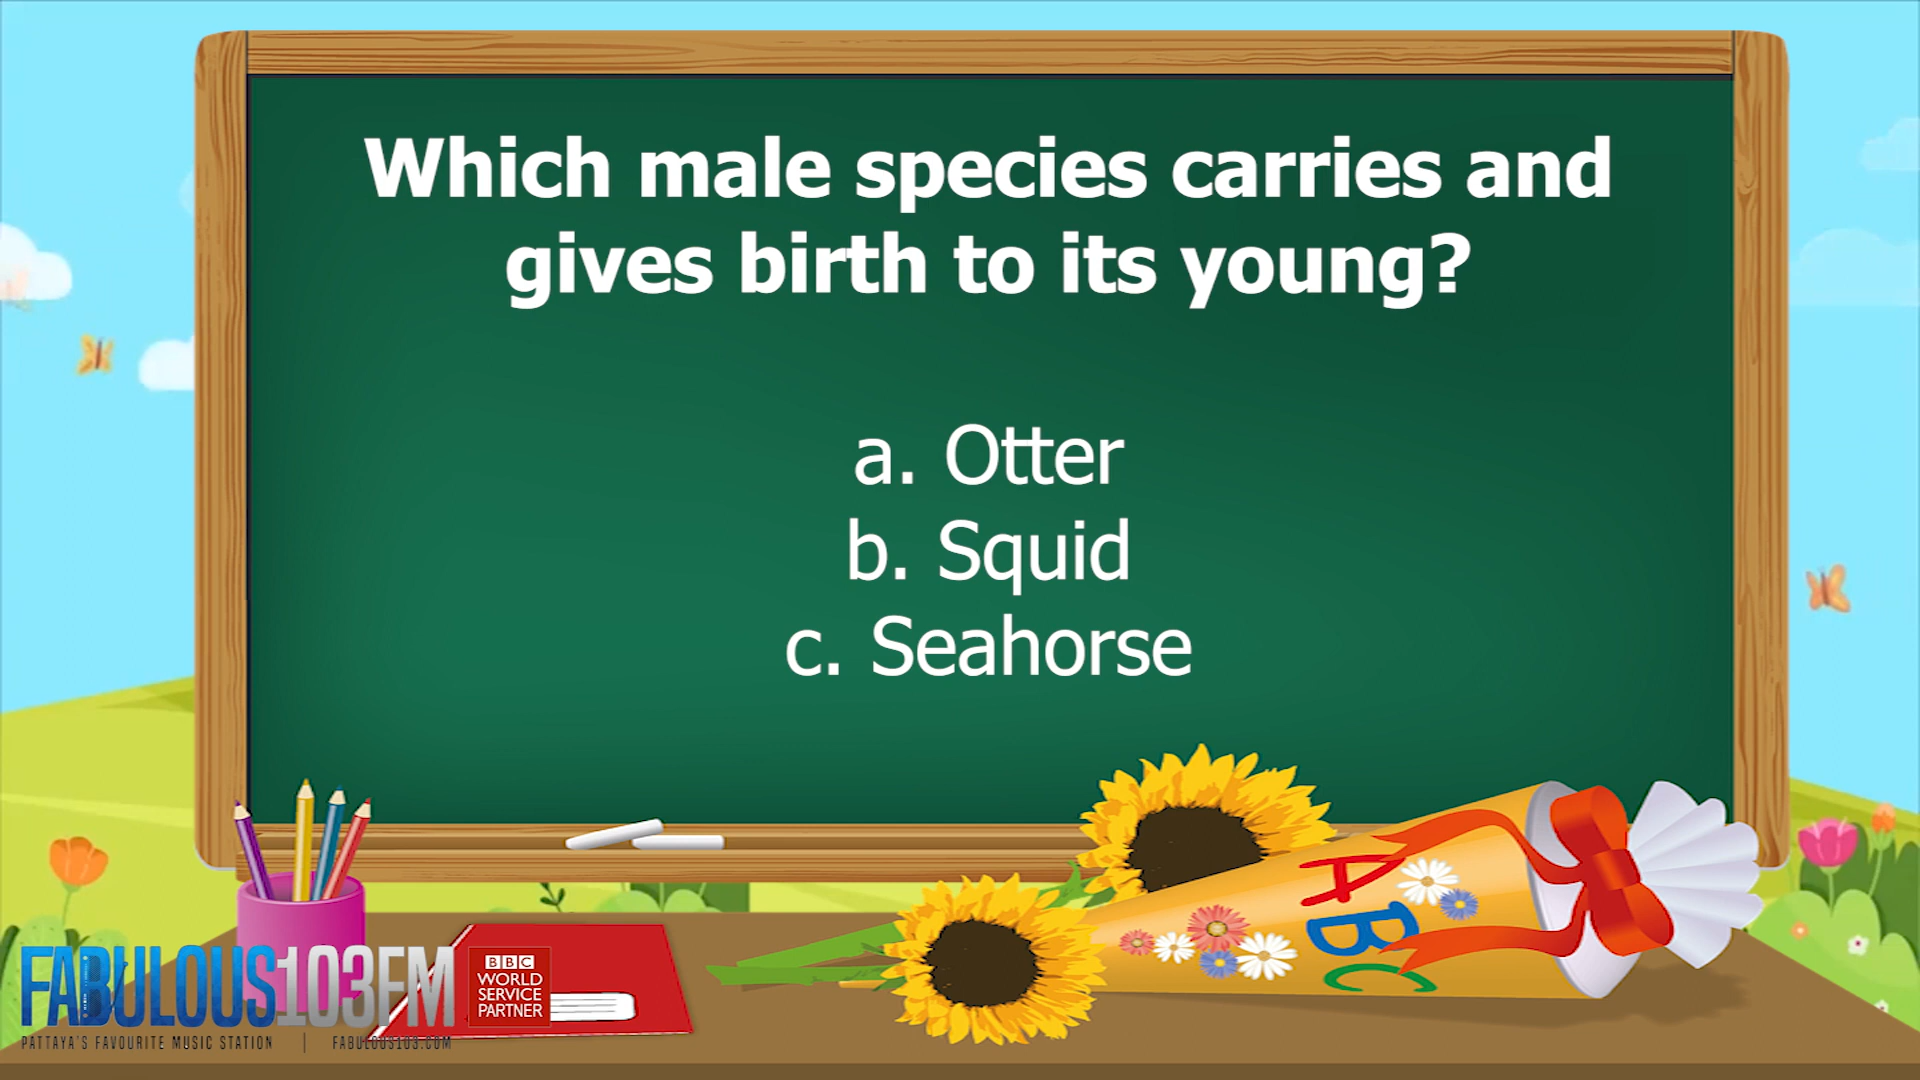 Which male species carries and
gives birth to its young?
a. Otter
b. Squid
c. Seahorse
ABC
FABULOUS103FM
PATTAYA'S FAVOURITE MUSIC STATION | FABULOUS103.COM
BBC
WORLD
SERVICE
PARTNER